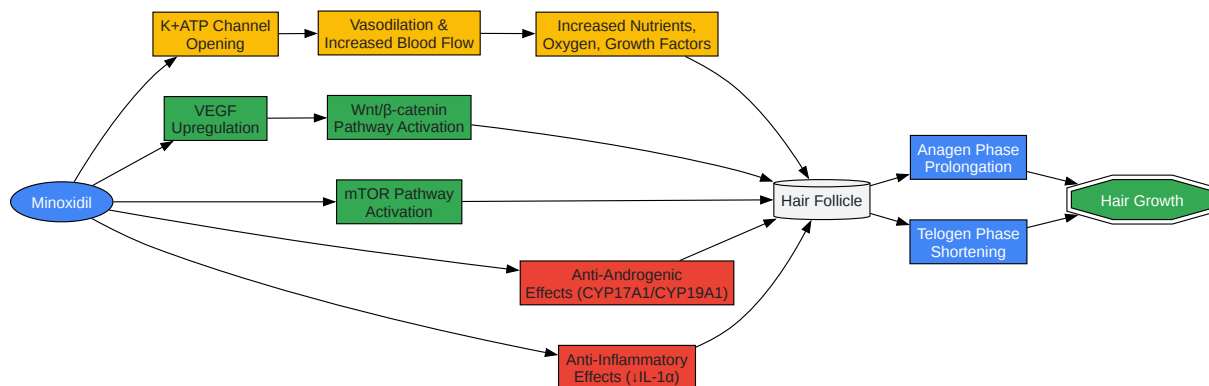 K+ATP Channel
Opening
Vasodilation &
Increased Blood Flow
Increased Nutrients,
Oxygen, Growth Factors
VEGF
Upregulation
Wnt/β-catenin
Pathway Activation
Minoxidil
mTOR Pathway
Activation
Anti-Androgenic
Effects (CYP17A1/CYP19A1)
Anti-Inflammatory
Effects (↓IL-1α)
Hair Follicle
Anagen Phase
Prolongation
Telogen Phase
Shortening
Hair Growth